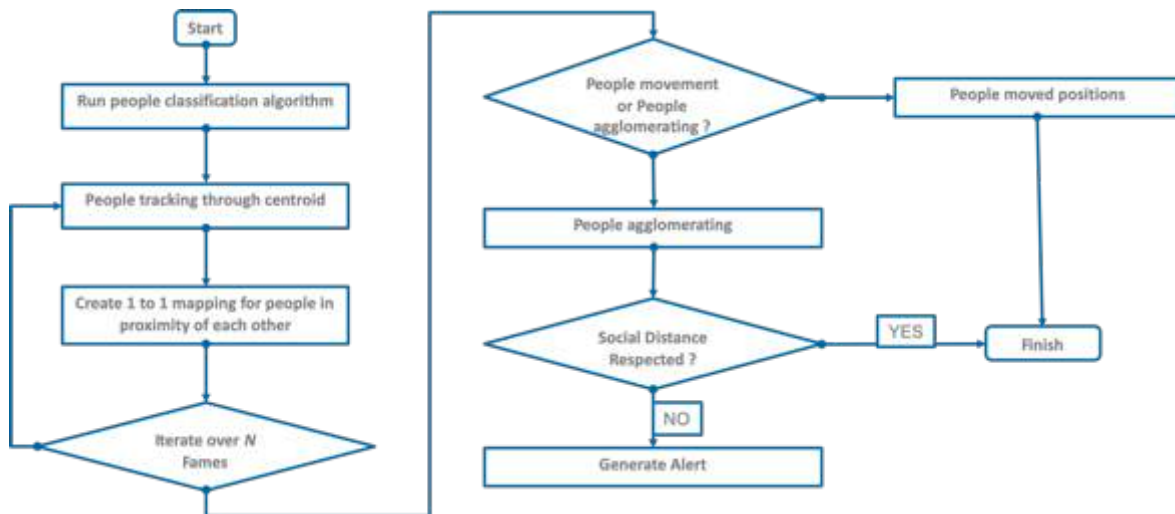 Start
Run people classification algorithm
People tracking through centroid
Create 1 to 1 mapping for people in
proximity of each other
Iterate over N
Fames
People movement
or People
agglomerating ?
People moved positions
People agglomerating
Social Distance
Respected ?
YES
Finish
NO
Generate Alert